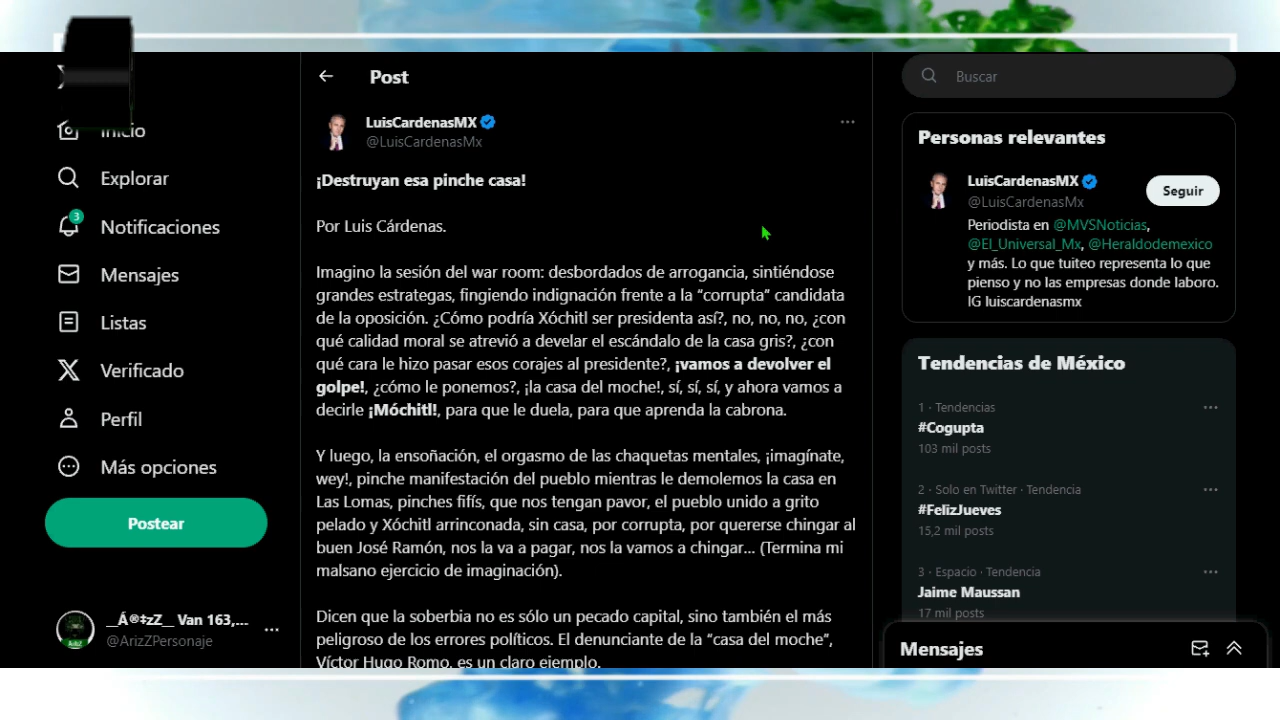 Inicio
Explorar
3
Notificaciones
Mensajes
Listas
Verificado
Perfil
Más opciones
Postear
__Á®‡zZ__ Van 163,...
@ArizZPersonaje
Post
LuisCardenasMX
@LuisCardenasMx
¡Destruyan esa pinche casa!
Por Luis Cárdenas.
Imagino la sesión del war room: desbordados de arrogancia, sintiéndose
grandes estrategas, fingiendo indignación frente a la “corrupta” candidata
de la oposición. ¿Cómo podría Xóchitl ser presidenta así?, no, no, no, ¿con
qué calidad moral se atrevió a develar el escándalo de la casa gris?, ¿con
qué cara le hizo pasar esos corajes al presidente?, ¡vamos a devolver el
golpe!, ¿cómo le ponemos?, ¡la casa del moche!, sí, sí, sí, y ahora vamos a
decirle ¡Móchitl!, para que le duela, para que aprenda la cabrona.
Y luego, la ensoñación, el orgasmo de las chaquetas mentales, ¡imagínate,
wey!, pinche manifestación del pueblo mientras le demolemos la casa en
Las Lomas, pinches fifís, que nos tengan pavor, el pueblo unido a grito
pelado y Xóchitl arrinconada, sin casa, por corrupta, por quererse chingar al
buen José Ramón, nos la va a pagar, nos la vamos a chingar... (Termina mi
malsano ejercicio de imaginación).
Dicen que la soberbia no es sólo un pecado capital, sino también el más
peligroso de los errores políticos. El denunciante de la “casa del moche”,
Víctor Hugo Romo, es un claro ejemplo.
Buscar
Personas relevantes
LuisCardenasMX
@LuisCardenasMx
Seguir
Periodista en @MVSNoticias,
@El_Universal_Mx, @Heraldodemexico
y más. Lo que tuiteo representa lo que
pienso y no las empresas donde laboro.
IG luiscardenasmx
Tendencias de México
1 · Tendencias
#Cogupta
103 mil posts
2 · Solo en Twitter · Tendencia
#FelizJueves
15,2 mil posts
3 · Espacio · Tendencia
Jaime Maussan
17 mil posts
Mensajes